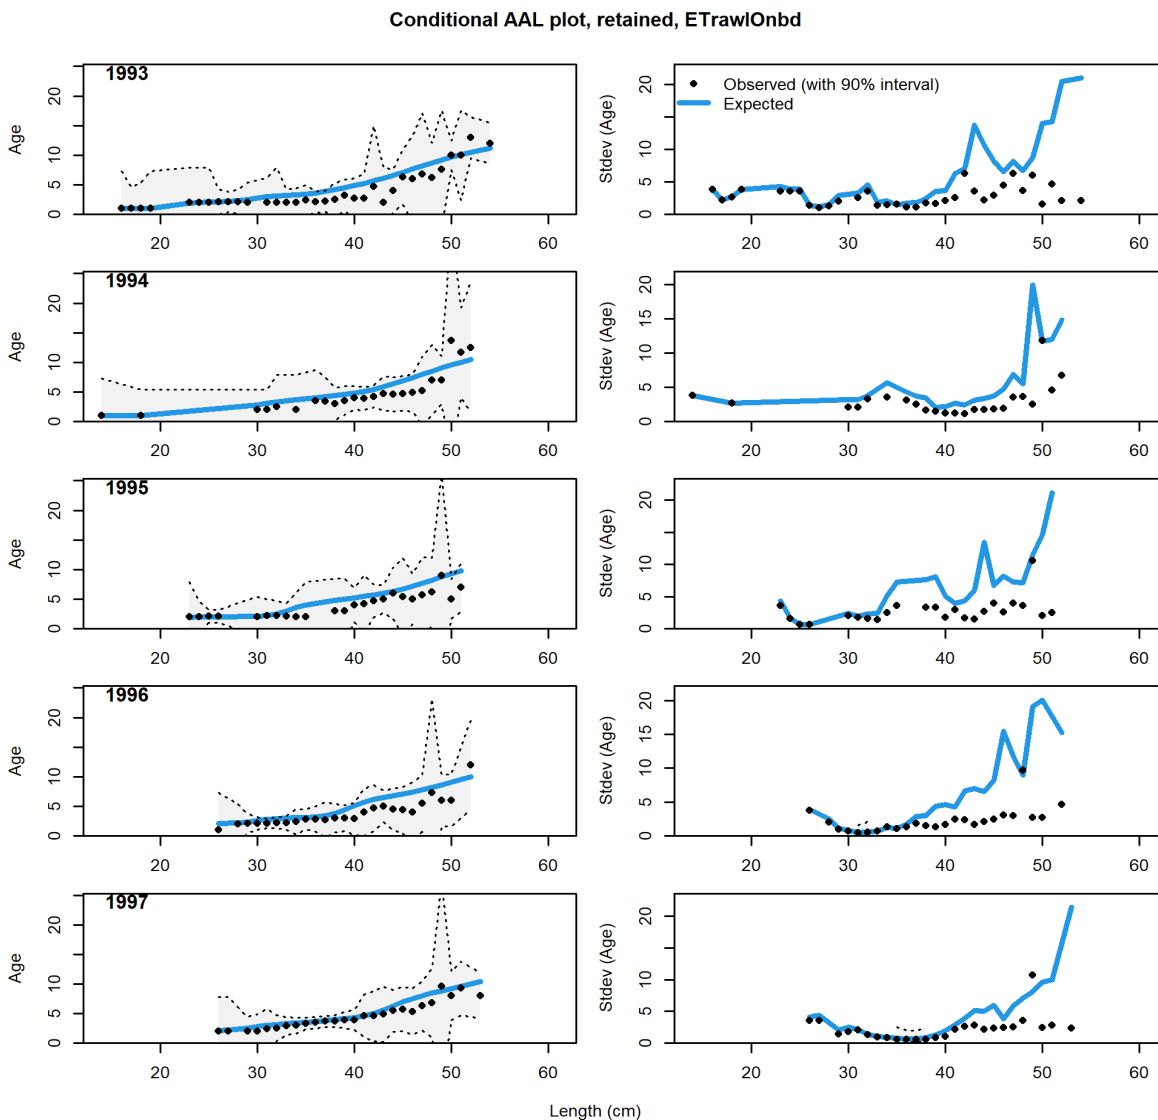 Conditional AAL plot, retained, ETrawlOnbd
1993
Age
0 5 10 20
20 30 40 50 60
Observed (with 90% interval)
Expected
Stdev (Age)
0 5 10 20
20 30 40 50 60
1994
Age
0 5 10 20
20 30 40 50 60
Stdev (Age)
0 5 10 15 20
20 30 40 50 60
1995
Age
0 5 10 20
20 30 40 50 60
Stdev (Age)
0 5 10 20
20 30 40 50 60
1996
Age
0 5 10 20
20 30 40 50 60
Stdev (Age)
0 5 10 15 20
20 30 40 50 60
1997
Age
0 5 10 20
20 30 40 50 60
Stdev (Age)
0 5 10 20
20 30 40 50 60
Length (cm)